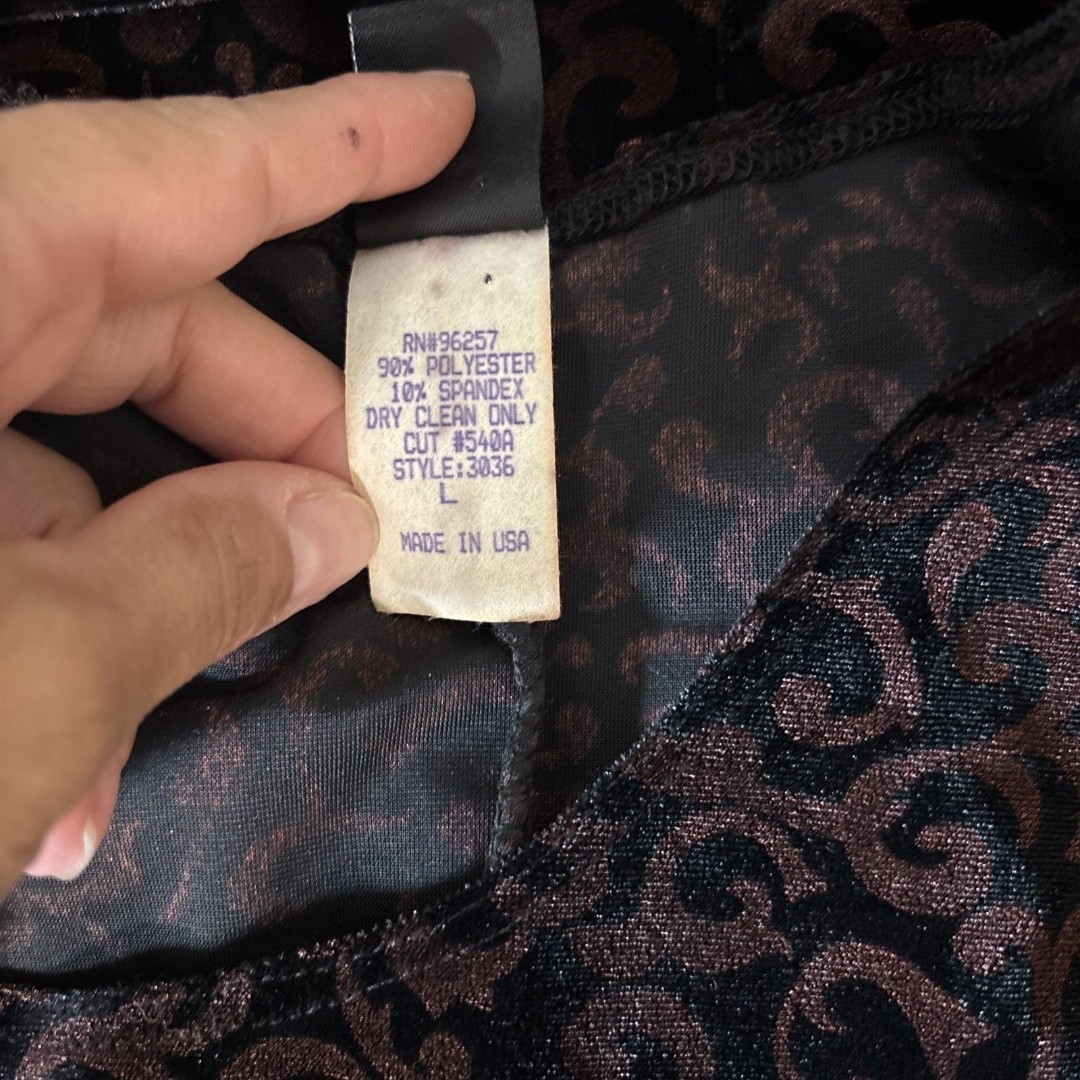 RN#96257
90% POLYESTER
10% SPANDEX
DRY CLEAN ONLY
CUT #540A
STYLE:3036
L
MADE IN USA